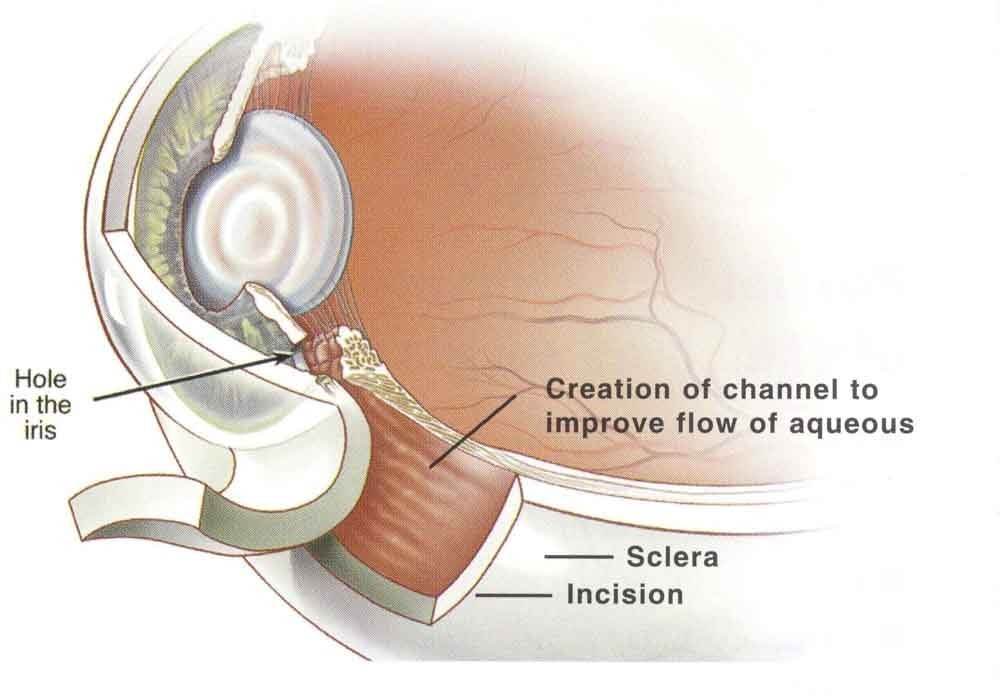 Hole
in the
iris
Creation of channel to
improve flow of aqueous
Sclera
Incision